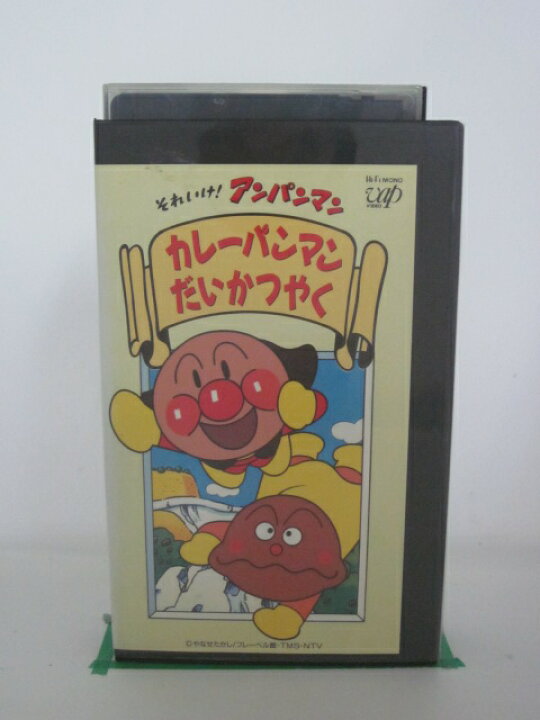 それいけ! アンパンマン
Hi-Fi MONO
vap
VIDEO
カレーパンマン
だいかつやく
©やなせたかし/フレーベル館・TMS・NTV